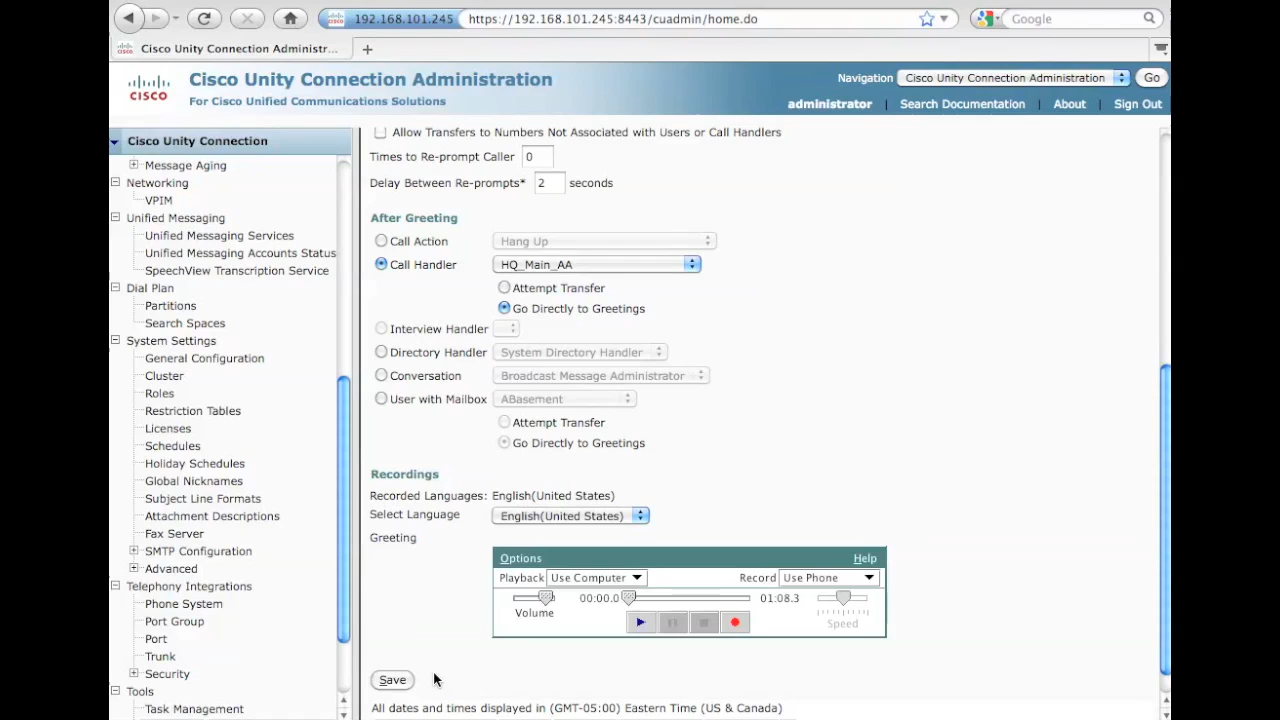 192.168.101.245 https://192.168.101.245:8443/cuadmin/home.do Google
Cisco Unity Connection Administr... +
CISCO
Cisco Unity Connection Administration
For Cisco Unified Communications Solutions
Navigation Cisco Unity Connection Administration Go
administrator | Search Documentation | About | Sign Out
Cisco Unity Connection
Message Aging
Networking
VPIM
Unified Messaging
Unified Messaging Services
Unified Messaging Accounts Status
SpeechView Transcription Service
Dial Plan
Partitions
Search Spaces
System Settings
General Configuration
Cluster
Roles
Restriction Tables
Licenses
Schedules
Holiday Schedules
Global Nicknames
Subject Line Formats
Attachment Descriptions
Fax Server
SMTP Configuration
Advanced
Telephony Integrations
Phone System
Port Group
Port
Trunk
Security
Tools
Task Management
Allow Transfers to Numbers Not Associated with Users or Call Handlers
Times to Re-prompt Caller 0
Delay Between Re-prompts* 2 seconds
After Greeting
Call Action Hang Up
Call Handler HQ_Main_AA
Attempt Transfer
Go Directly to Greetings
Interview Handler
Directory Handler System Directory Handler
Conversation Broadcast Message Administrator
User with Mailbox ABasement
Attempt Transfer
Go Directly to Greetings
Recordings
Recorded Languages: English(United States)
Select Language English(United States)
Greeting
Options Help
Playback Use Computer Record Use Phone
00:00.0 01:08.3
Volume Speed
Save
All dates and times displayed in (GMT-05:00) Eastern Time (US & Canada)